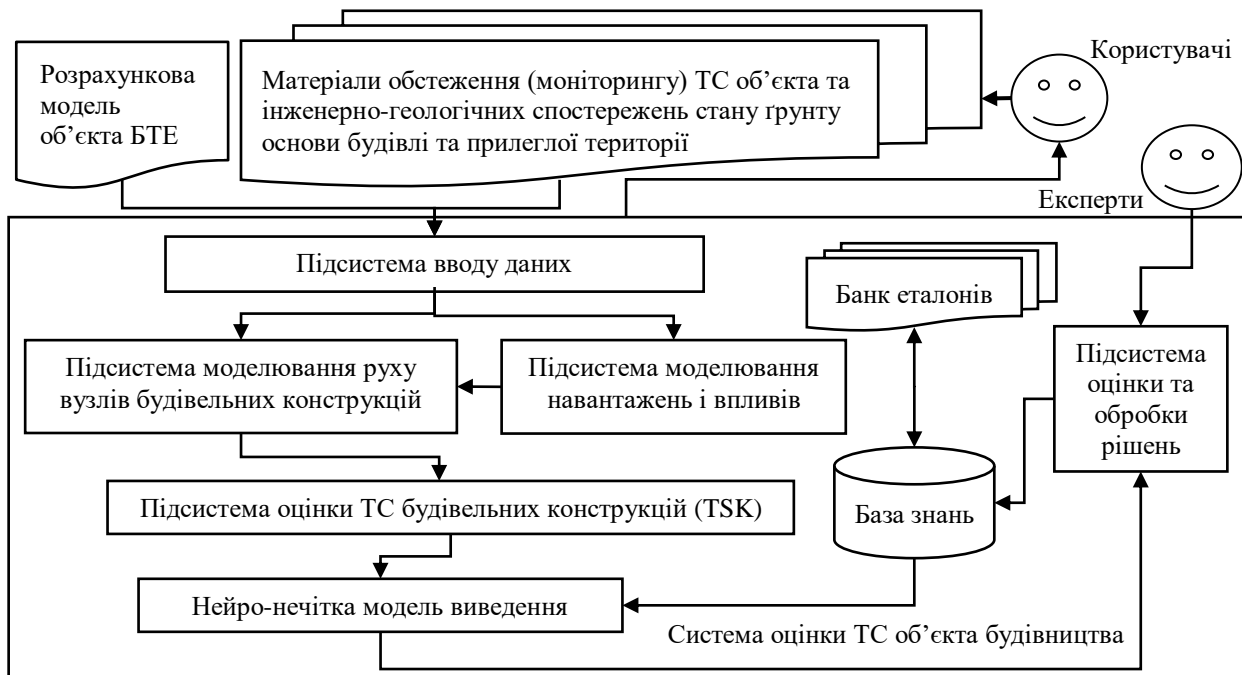 Розрахункова
модель
об’єкта БТЕ
Матеріали обстеження (моніторингу) ТС об’єкта та
інженерно-геологічних спостережень стану ґрунту
основи будівлі та прилеглої території
Користувачі
Експерти
Підсистема вводу даних
Банк еталонів
Підсистема моделювання руху
вузлів будівельних конструкцій
Підсистема моделювання
навантажень і впливів
Підсистема
оцінки та
обробки
рішень
Підсистема оцінки ТС будівельних конструкцій (TSK)
База знань
Нейро-нечітка модель виведення
Система оцінки ТС об’єкта будівництва